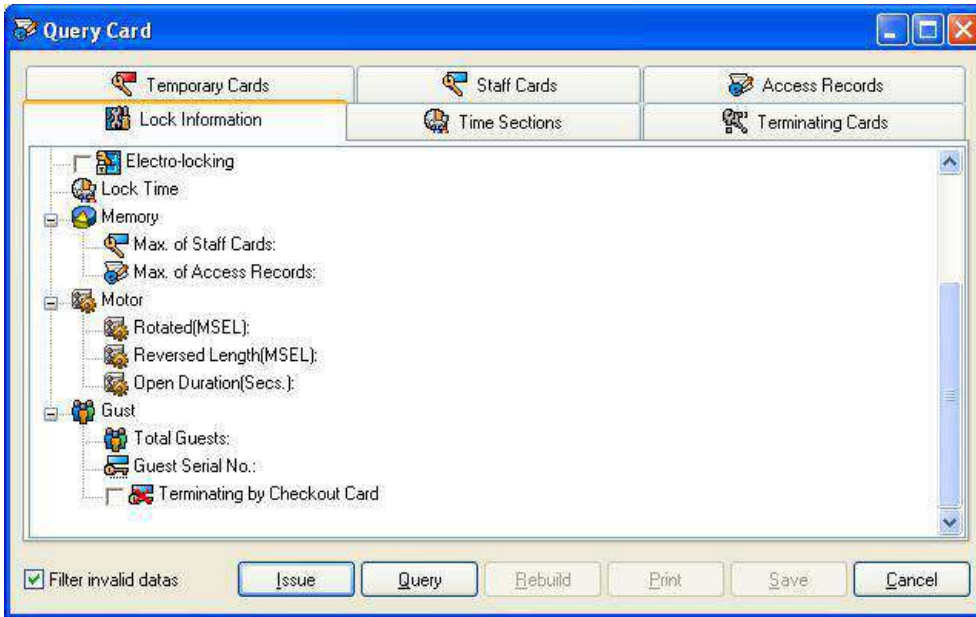 Query Card
Temporary Cards
Staff Cards
Access Records
Lock Information
Time Sections
Terminating Cards
Electro-locking
Lock Time
Memory
Max. of Staff Cards:
Max. of Access Records:
Motor
Rotated(MSEL):
Reversed Length(MSEL):
Open Duration(Secs.):
Gust
Total Guests:
Guest Serial No.:
Terminating by Checkout Card
Filter invalid datas
Issue
Query
Rebuild
Print
Save
Cancel